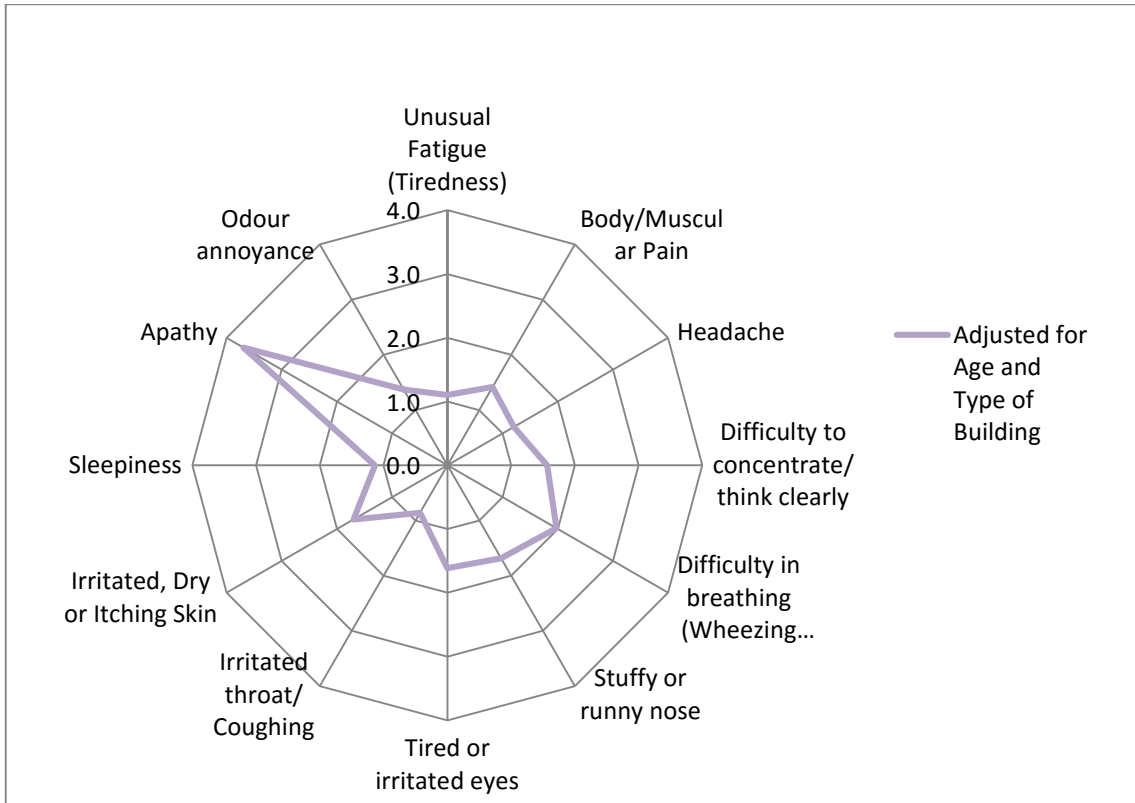 Unusual
Fatigue
(Tiredness)
Body/Muscul
ar Pain
Headache
Difficulty to
concentrate/
think clearly
Difficulty in
breathing
(Wheezing…
Stuffy or
runny nose
Tired or
irritated eyes
Irritated
throat/
Coughing
Irritated, Dry
or Itching Skin
Sleepiness
Apathy
Odour
annoyance
4.0
3.0
2.0
1.0
0.0
Adjusted for
Age and
Type of
Building